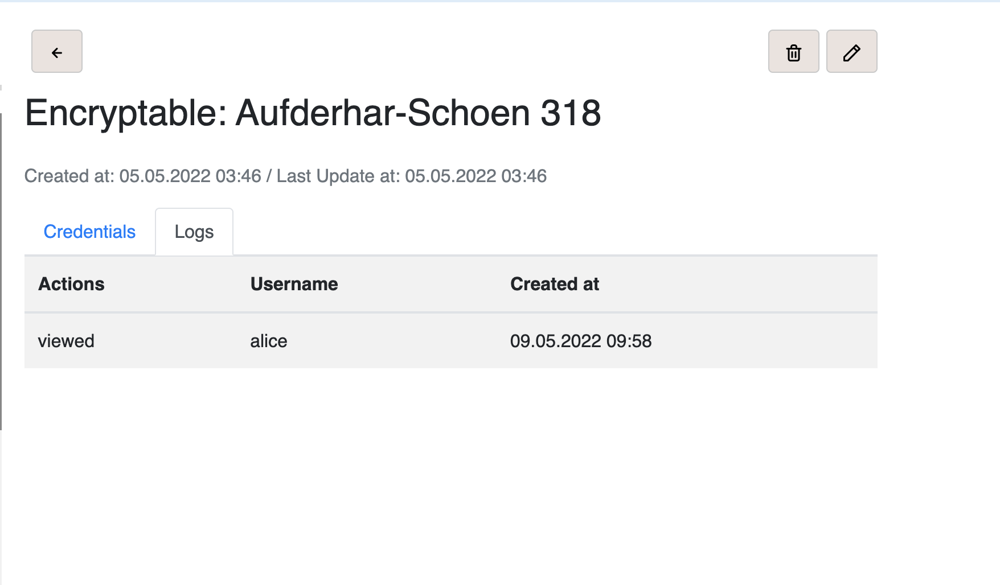 Encryptable: Aufderhar-Schoen 318
Created at: 05.05.2022 03:46 / Last Update at: 05.05.2022 03:46
Credentials Logs
Actions Username Created at
viewed alice 09.05.2022 09:58